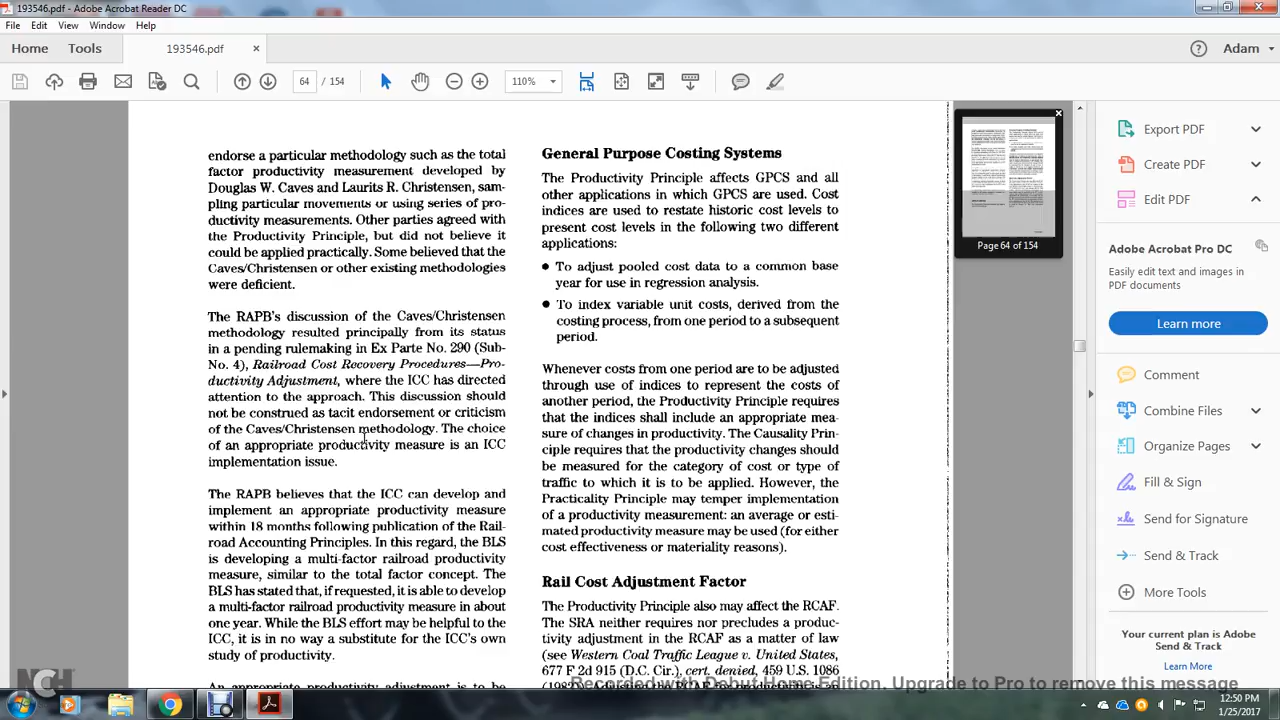 193546.pdf - Adobe Acrobat Reader DC
File Edit View Window Help
Home Tools 193546.pdf × Adam
64 / 154 110%
endorse a particular methodology such as the total
factor productivity measurement developed by
Douglas W. Caves and Laurits R. Christensen, sam-
pling particular movements or using series of pro-
ductivity measurements. Other parties agreed with
the Productivity Principle, but did not believe it
could be applied practically. Some believed that the
Caves/Christensen or other existing methodologies
were deficient.
The RAPB's discussion of the Caves/Christensen
methodology resulted principally from its status
in a pending rulemaking in Ex Parte No. 290 (Sub-
No. 4), Railroad Cost Recovery Procedures—Pro-
ductivity Adjustment, where the ICC has directed
attention to the approach. This discussion should
not be construed as tacit endorsement or criticism
of the Caves/Christensen methodology. The choice
of an appropriate productivity measure is an ICC
implementation issue.
The RAPB believes that the ICC can develop and
implement an appropriate productivity measure
within 18 months following publication of the Rail-
road Accounting Principles. In this regard, the BLS
is developing a multi-factor railroad productivity
measure, similar to the total factor concept. The
BLS has stated that, if requested, it is able to develop
a multi-factor railroad productivity measure in about
one year. While the BLS effort may be helpful to the
ICC, it is in no way a substitute for the ICC's own
study of productivity.
An appropriate productivity adjustment is to be
General Purpose Costing Systems
The Productivity Principle affects GPCS and all
other applications in which GPCS are used. Cost
indices are used to restate historic cost levels to
present cost levels in the following two different
applications:
● To adjust pooled cost data to a common base
year for use in regression analysis.
● To index variable unit costs, derived from the
costing process, from one period to a subsequent
period.
Whenever costs from one period are to be adjusted
through use of indices to represent the costs of
another period, the Productivity Principle requires
that the indices shall include an appropriate mea-
sure of changes in productivity. The Causality Prin-
ciple requires that the productivity changes should
be measured for the category of cost or type of
traffic to which it is to be applied. However, the
Practicality Principle may temper implementation
of a productivity measurement: an average or esti-
mated productivity measure may be used (for either
cost effectiveness or materiality reasons).
Rail Cost Adjustment Factor
The Productivity Principle also may affect the RCAF.
The SRA neither requires nor precludes a produc-
tivity adjustment in the RCAF as a matter of law
(see Western Coal Traffic League v. United States,
677 F 2d 915 (D.C. Cir.), cert. denied, 459 U.S. 1086
Page 64 of 154
Export PDF
Create PDF
Edit PDF
Adobe Acrobat Pro DC
Easily edit text and images in
PDF documents
Learn more
Comment
Combine Files
Organize Pages
Fill & Sign
Send for Signature
Send & Track
More Tools
Your current plan is Adobe
Send & Track
Learn More
NCH
Recorded with Debut Home Edition. Upgrade to Pro to remove this message
12:50 PM
1/25/2017